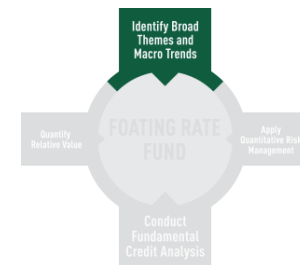 Identify Broad
Themes and
Macro Trends
Quantify
Relative Value
FOATING RATE
FUND
Apply
Quantitative Risk
Management
Conduct
Fundamental
Credit Analysis